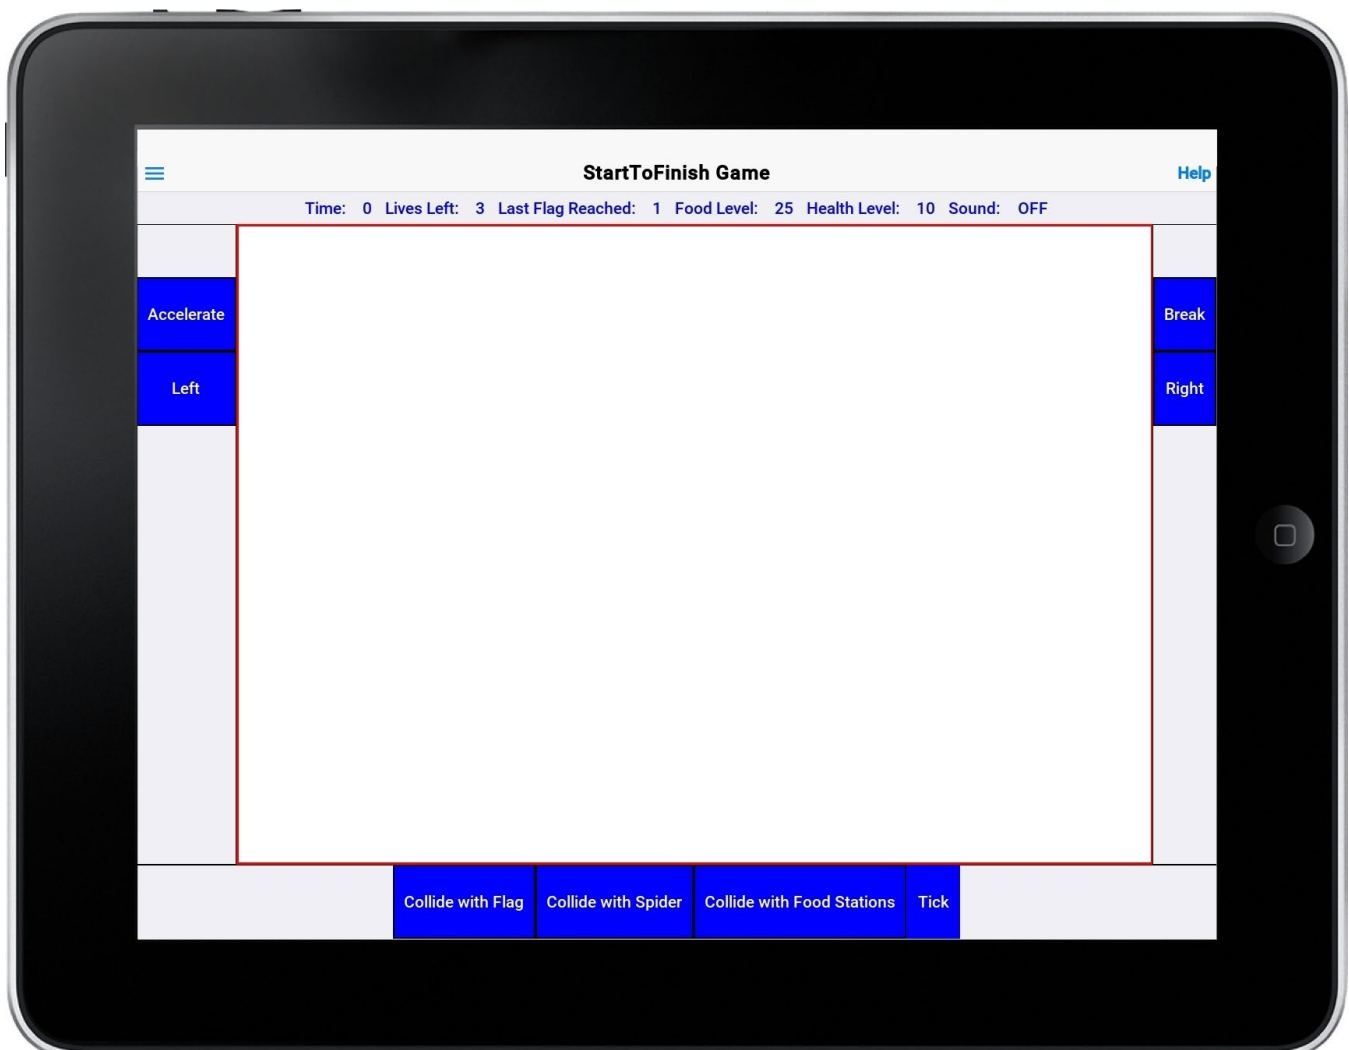 StartToFinish Game
Help
Time: 0 Lives Left: 3 Last Flag Reached: 1 Food Level: 25 Health Level: 10 Sound: OFF
Accelerate
Break
Left
Right
Collide with Flag
Collide with Spider
Collide with Food Stations
Tick